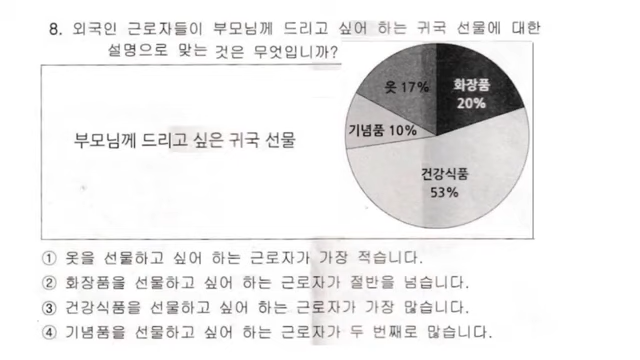 8. 외국인 근로자들이 부모님께 드리고 싶어 하는 귀국 선물에 대한
설명으로 맞는 것은 무엇입니까?
부모님께 드리고 싶은 귀국 선물
옷 17%
화장품
20%
기념품 10%
건강식품
53%
① 옷을 선물하고 싶어 하는 근로자가 가장 적습니다.
② 화장품을 선물하고 싶어 하는 근로자가 절반을 넘습니다.
③ 건강식품을 선물하고 싶어 하는 근로자가 가장 많습니다.
④ 기념품을 선물하고 싶어 하는 근로자가 두 번째로 많습니다.